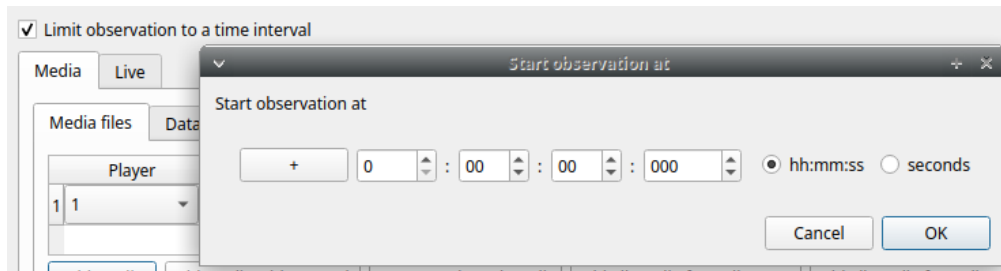 Limit observation to a time interval
Media
Live
Start observation at
Start observation at
Media files
Data
+
0 : 00 : 00 : 000
hh:mm:ss
seconds
Player
1
1
Cancel
OK